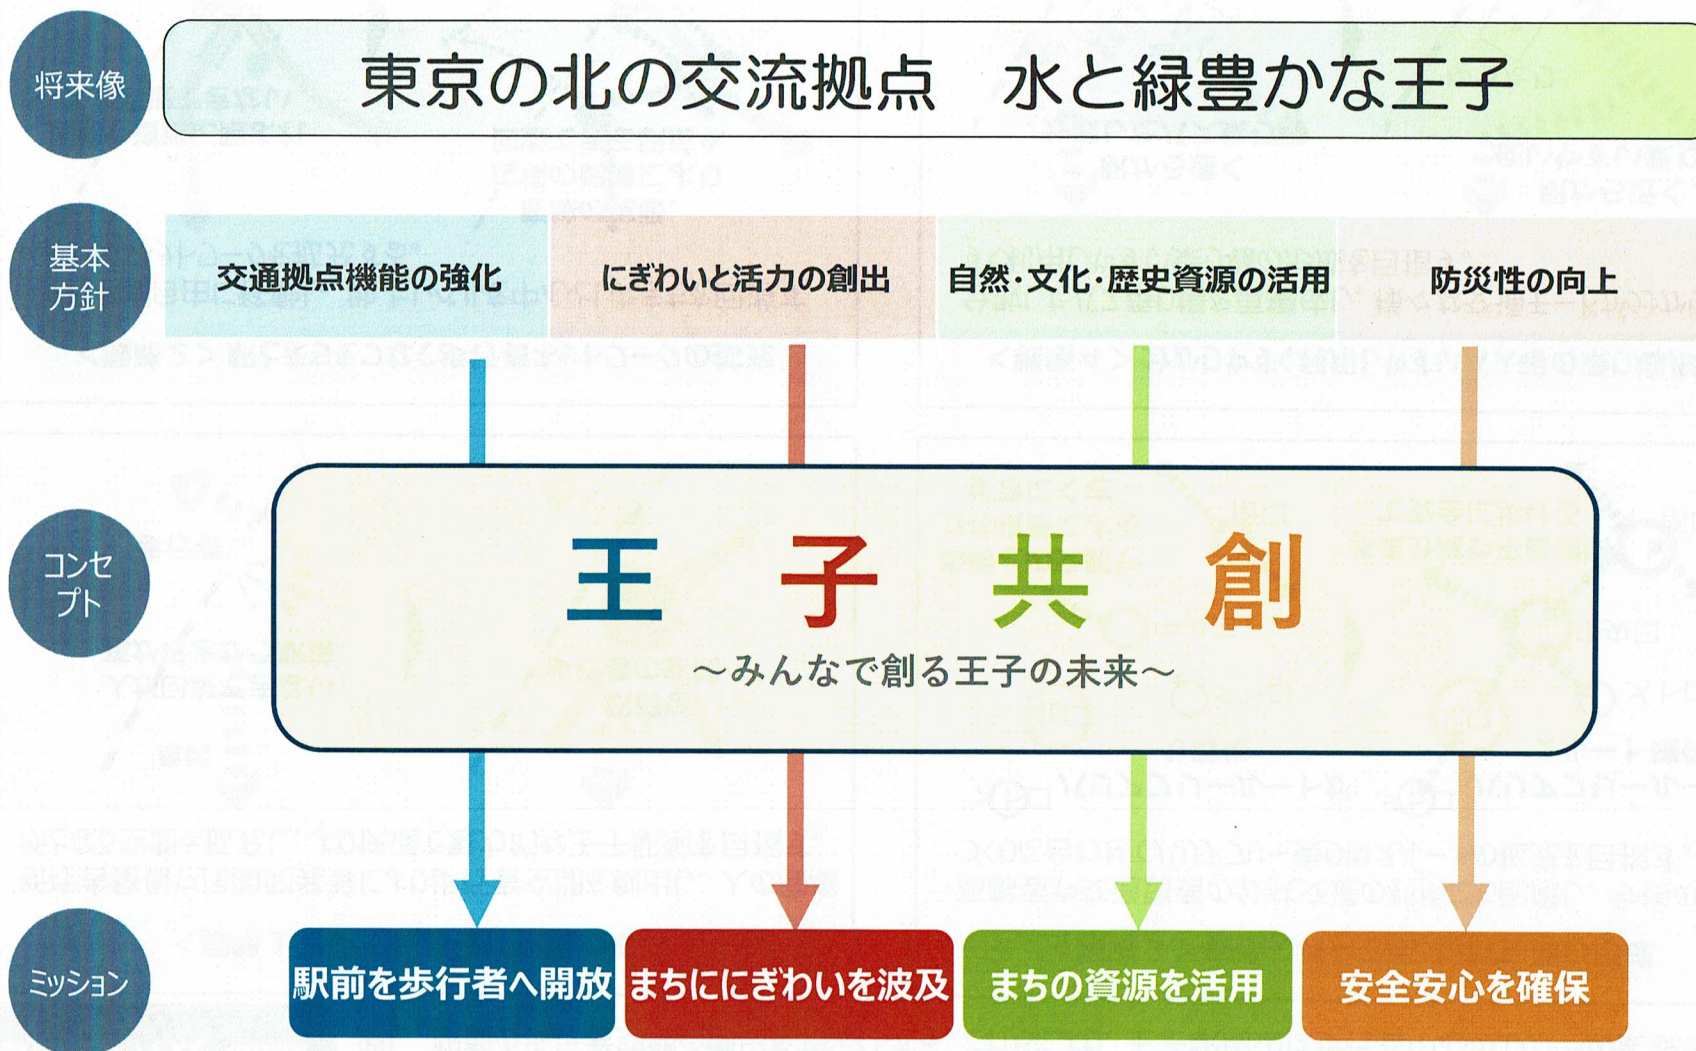 将来像
東京の北の交流拠点　水と緑豊かな王子
基本
方針
交通拠点機能の強化
にぎわいと活力の創出
自然・文化・歴史資源の活用
防災性の向上
コンセ
プト
王子共創
～みんなで創る王子の未来～
ミッション
駅前を歩行者へ開放
まちににぎわいを波及
まちの資源を活用
安全安心を確保